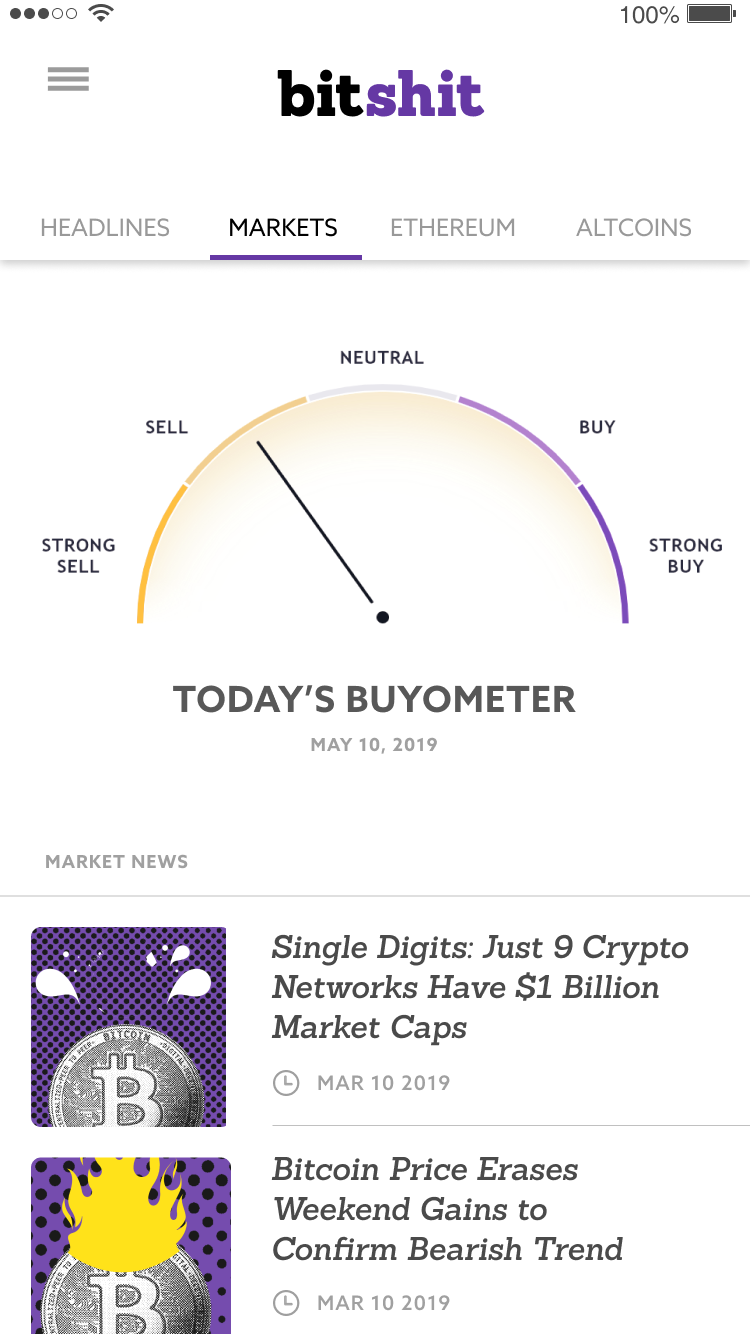 100%
bitshit
HEADLINES MARKETS ETHEREUM ALTCOINS
NEUTRAL
SELL
BUY
STRONG
SELL
STRONG
BUY
TODAY’S BUYOMETER
MAY 10, 2019
MARKET NEWS
Single Digits: Just 9 Crypto
Networks Have $1 Billion
Market Caps
MAR 10 2019
BITCOIN
Bitcoin Price Erases
Weekend Gains to
Confirm Bearish Trend
MAR 10 2019